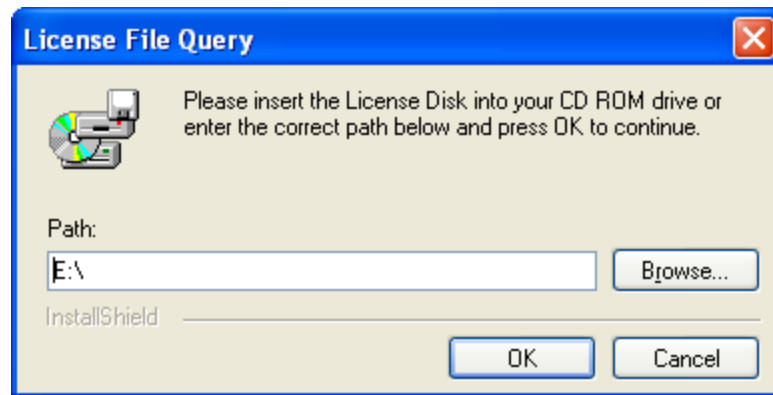 License File Query
Please insert the License Disk into your CD ROM drive or
enter the correct path below and press OK to continue.
Path:
E:\
Browse...
InstallShield
OK
Cancel